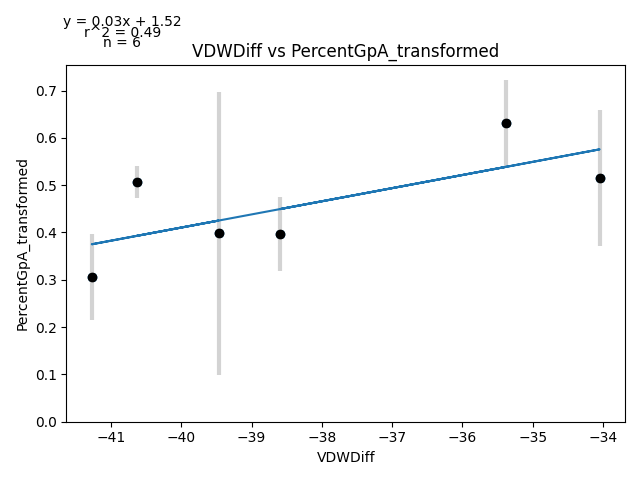 y = 0.03x + 1.52
r^2 = 0.49
n = 6
VDWDiff vs PercentGpA_transformed
0.7
0.6
0.5
0.4
0.3
0.2
0.1
0.0
PercentGpA_transformed
−41
−40
−39
−38
−37
−36
−35
−34
VDWDiff